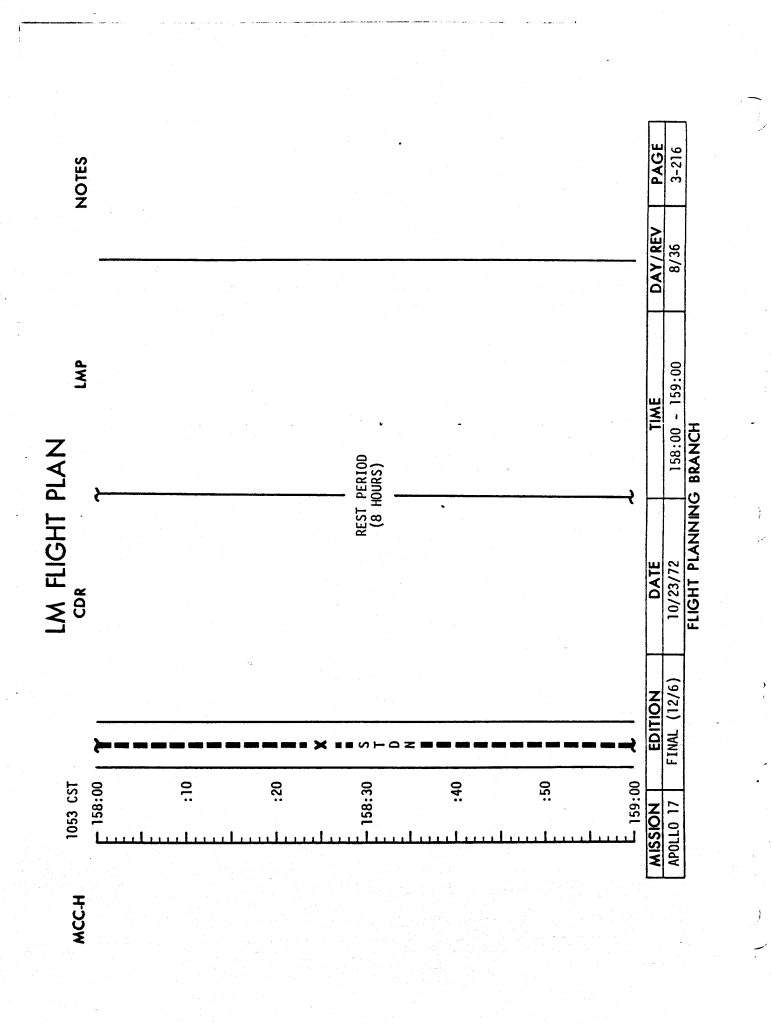 LM FLIGHT PLAN
MCC-H
CDR
LMP
NOTES
1053 CST
158:00
:10
:20
158:30
:40
:50
159:00
X
S
T
D
N
REST PERIOD
(8 HOURS)
MISSION EDITION DATE TIME DAY/REV PAGE
APOLLO 17 FINAL (12/6) 10/23/72 158:00 - 159:00 8/36 3-216
FLIGHT PLANNING BRANCH